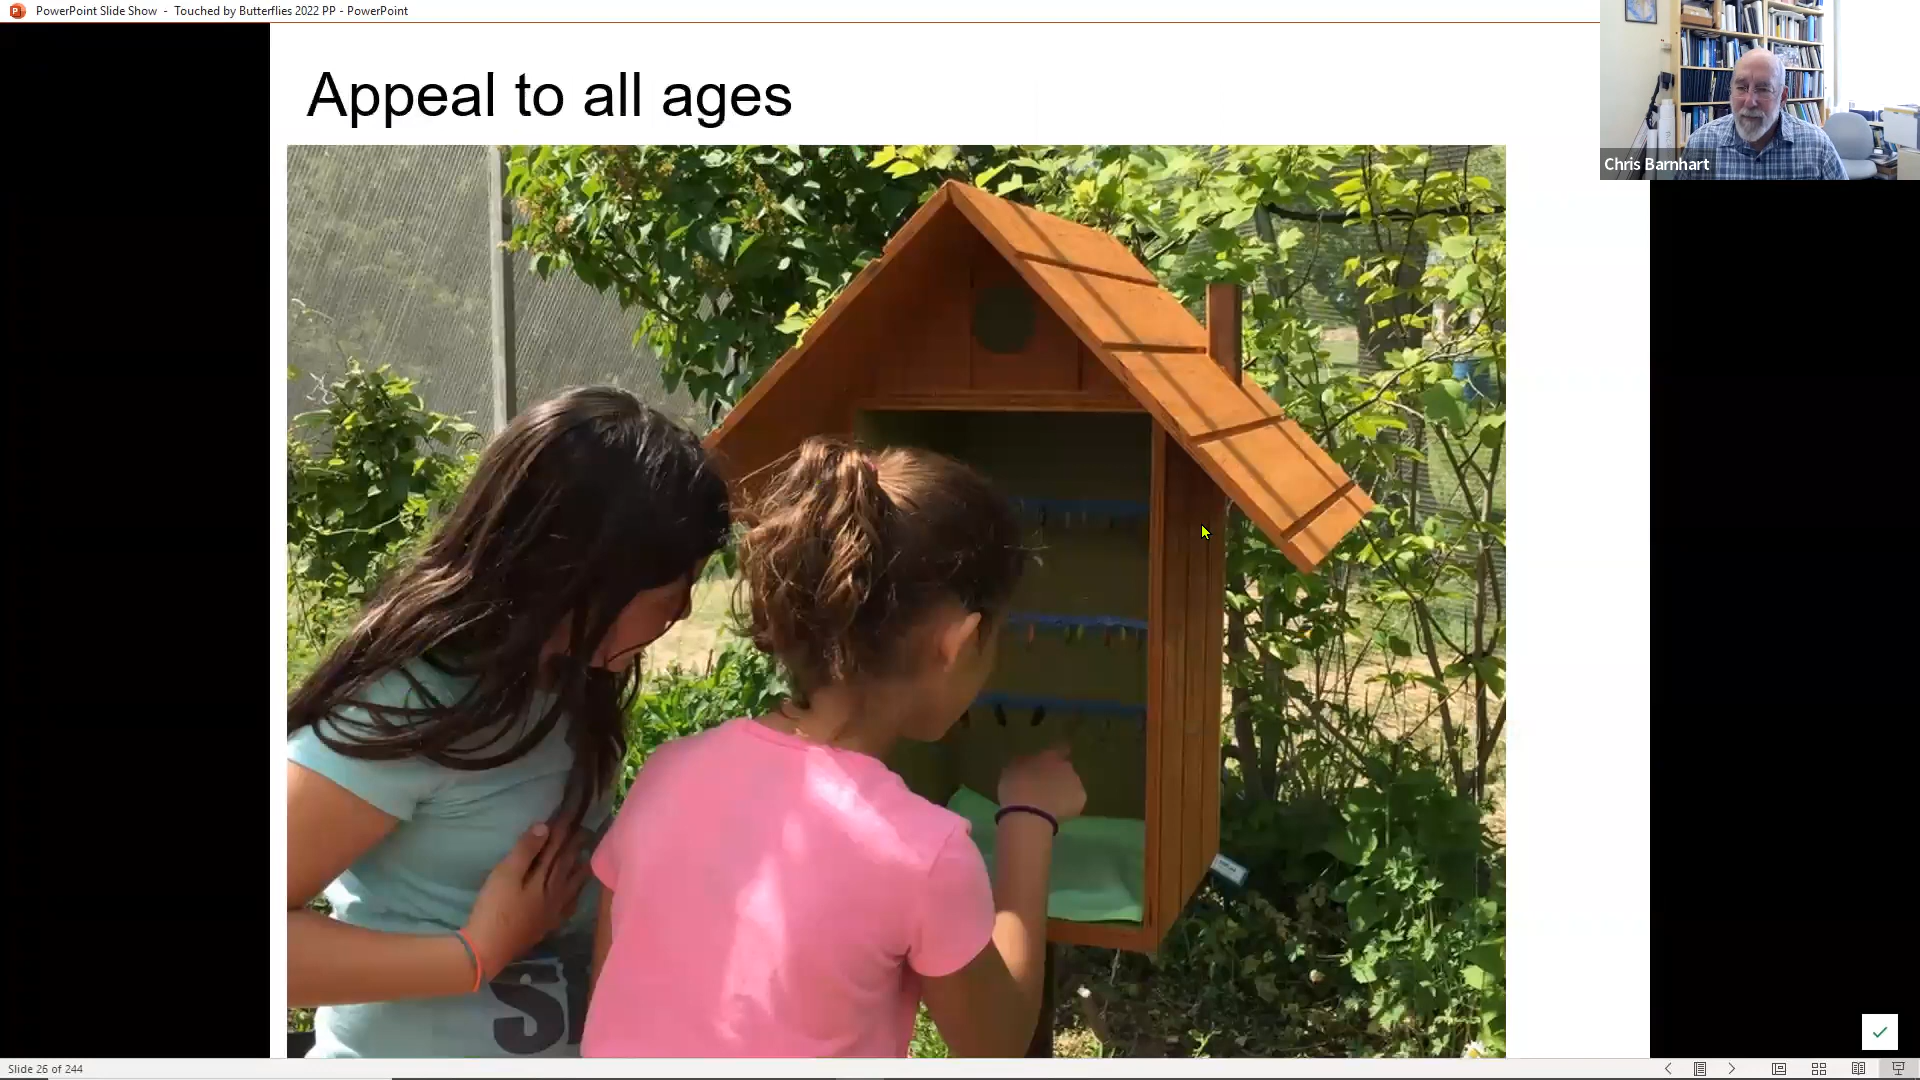 PowerPoint Slide Show - Touched by Butterflies 2022 PP - PowerPoint
Appeal to all ages
Chris Barnhart
Slide 26 of 244